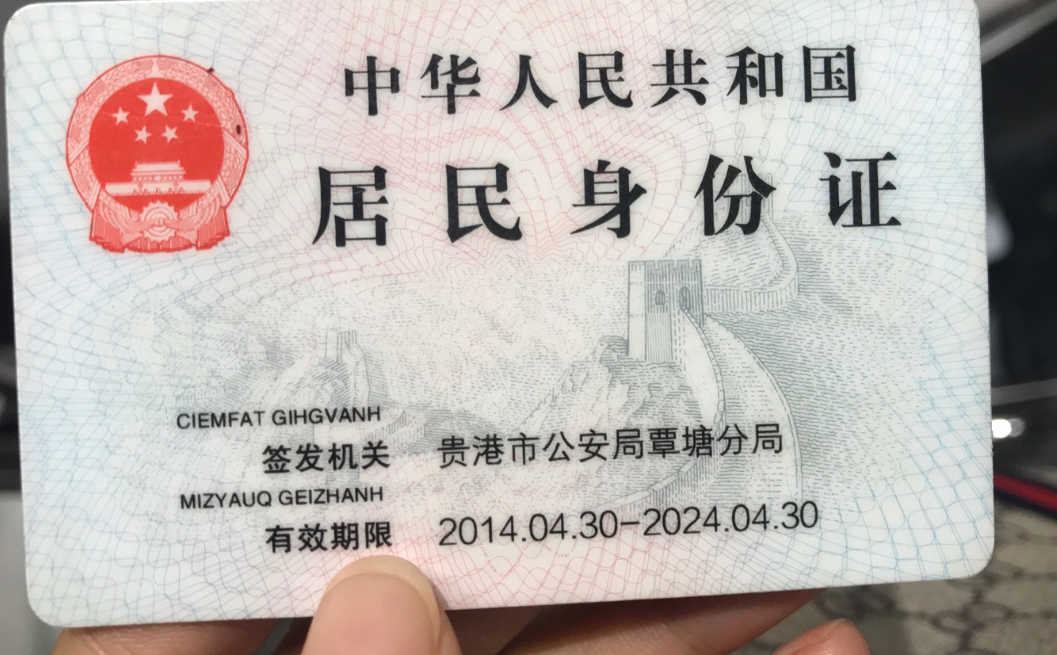 中华人民共和国
居民身份证
CIEMFAT GIHGVANH
签发机关 贵港市公安局覃塘分局
MIZYAUQ GEIZHANH
有效期限 2014.04.30-2024.04.30